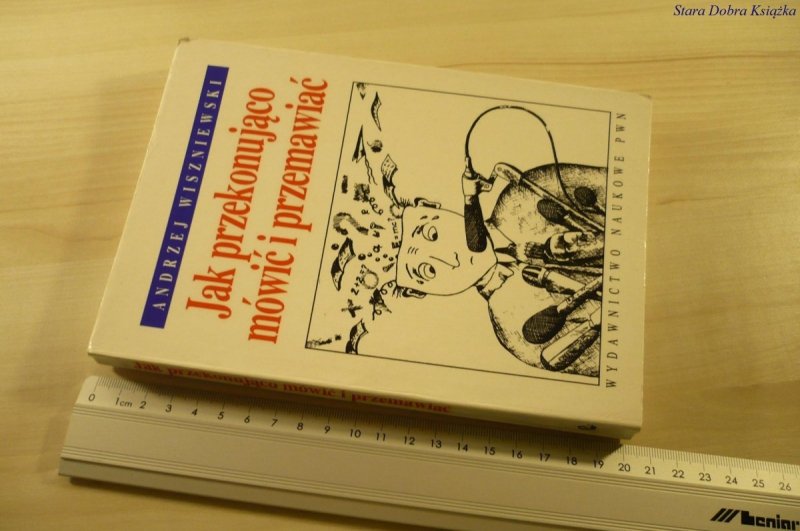 Stara Dobra Książka
ANDRZEJ WISZNIEWSKI
Jak przekonująco
mówić i przemawiać
E=mc²
WYDAWNICTWO NAUKOWE PWN
Jak przekonująco mówić i przemawiać
0 1cm 2 3 4 5 6 7 8 9 10 11 12 13 14 15 16 17 18 19 20 21 22 23 24 25 26